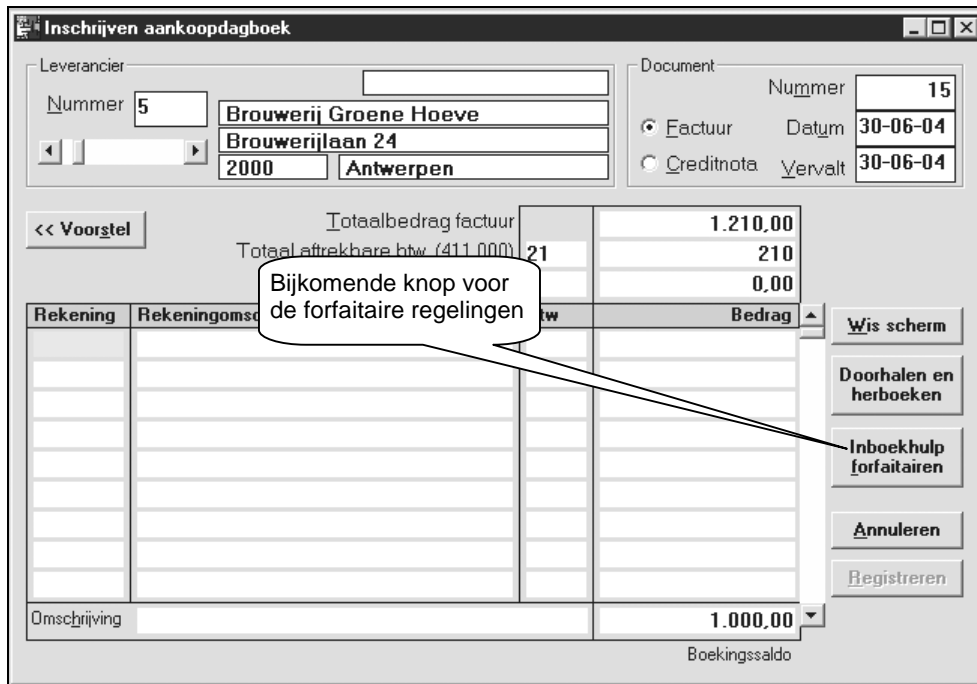 Inschrijven aankoopdagboek
Leverancier
Nummer 5
Brouwerij Groene Hoeve
Brouwerijlaan 24
2000 Antwerpen
Document
Nummer 15
Factuur Datum 30-06-04
Creditnota Vervalt 30-06-04
<< Voorstel
Totaalbedrag factuur 1.210,00
Totaal aftrekbare btw (411.000) 21 210
0,00
Bijkomende knop voor
de forfaitaire regelingen
Rekening Rekeningomsc tw Bedrag
Wis scherm
Doorhalen en
herboeken
Inboekhulp
forfaitairen
Annuleren
Registreren
Omschrijving 1.000,00
Boekingssaldo